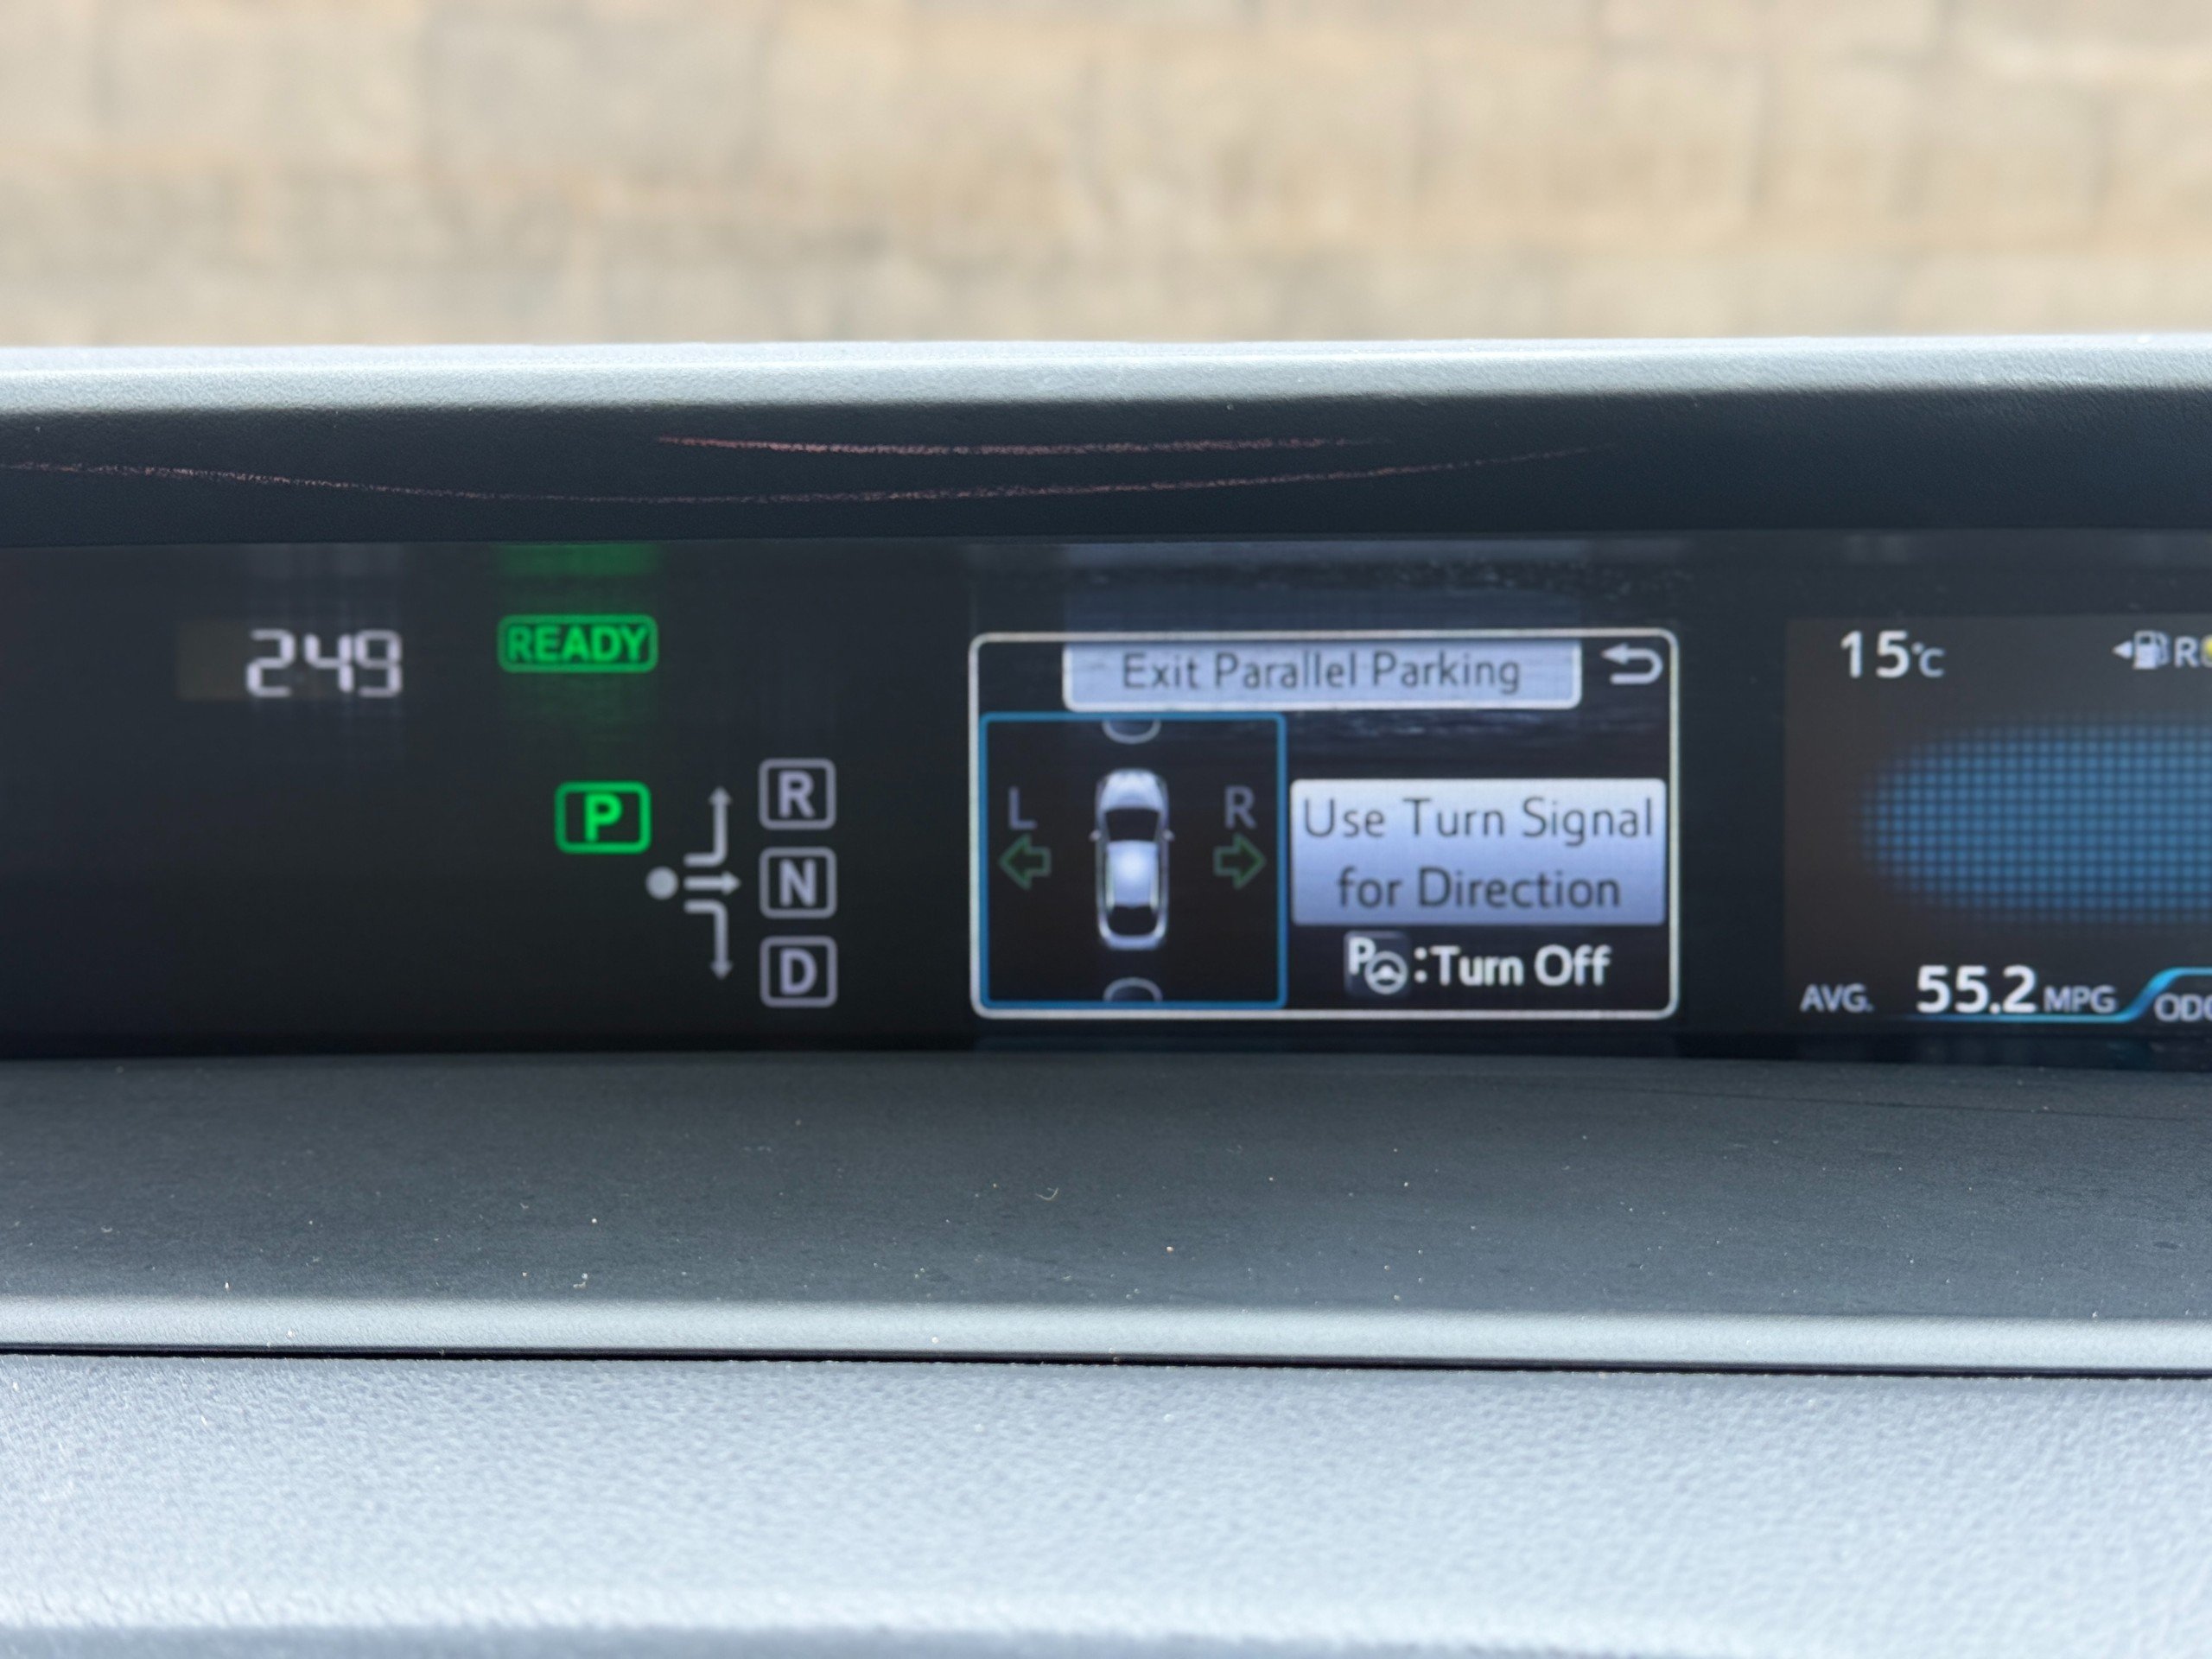 249
READY
P
R
N
D
Exit Parallel Parking
L
R
Use Turn Signal
for Direction
P:Turn Off
15°C
R
AVG. 55.2 MPG